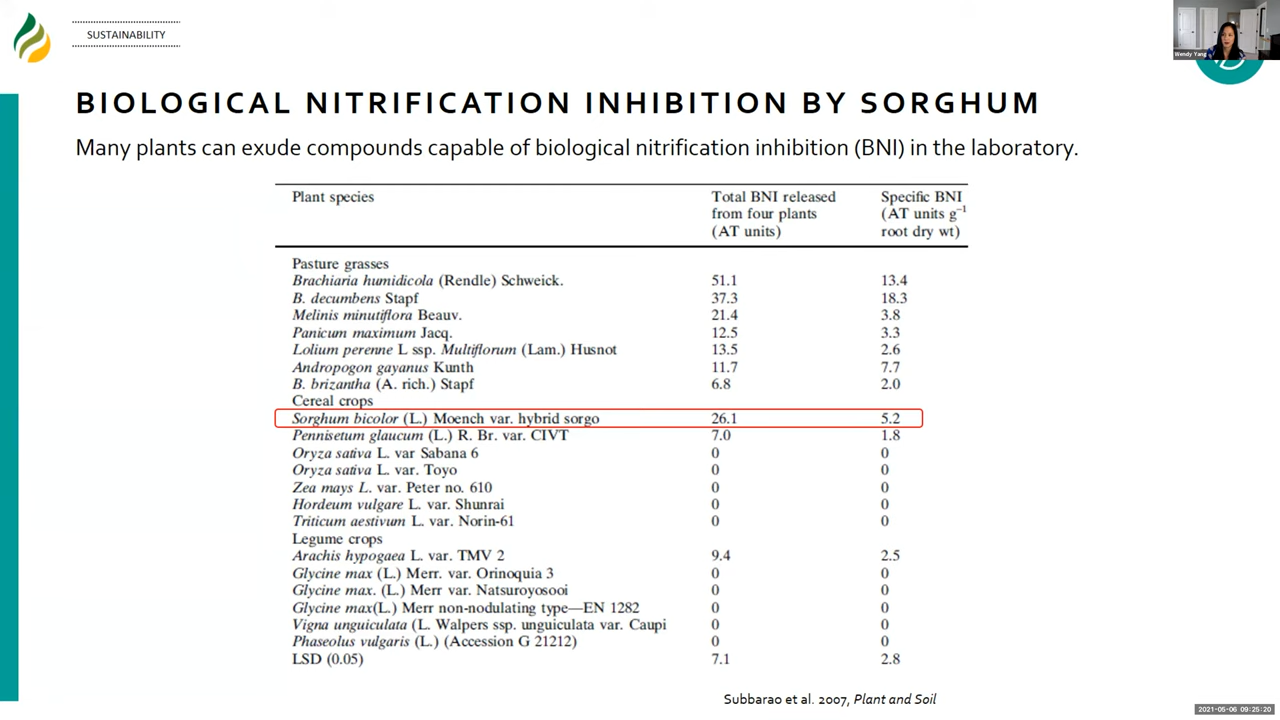 SUSTAINABILITY
Wendy Yang
BIOLOGICAL NITRIFICATION INHIBITION BY SORGHUM
Many plants can exude compounds capable of biological nitrification inhibition (BNI) in the laboratory.
Plant species Total BNI released from four plants (AT units) Specific BNI (AT units g⁻¹ root dry wt)
Pasture grasses
Brachiaria humidicola (Rendle) Schweick. 51.1 13.4
B. decumbens Stapf 37.3 18.3
Melinis minutiflora Beauv. 21.4 3.8
Panicum maximum Jacq. 12.5 3.3
Lolium perenne L ssp. Multiflorum (Lam.) Husnot 13.5 2.6
Andropogon gayanus Kunth 11.7 7.7
B. brizantha (A. rich.) Stapf 6.8 2.0
Cereal crops
Sorghum bicolor (L.) Moench var. hybrid sorgo 26.1 5.2
Pennisetum glaucum (L.) R. Br. var. CIVT 7.0 1.8
Oryza sativa L. var Sabana 6 0 0
Oryza sativa L. var. Toyo 0 0
Zea mays L. var. Peter no. 610 0 0
Hordeum vulgare L. var. Shunrai 0 0
Triticum aestivum L. var. Norin-61 0 0
Legume crops
Arachis hypogaea L. var. TMV 2 9.4 2.5
Glycine max (L.) Merr. var. Orinoquia 3 0 0
Glycine max. (L.) Merr var. Natsuroyosooi 0 0
Glycine max(L.) Merr non-nodulating type—EN 1282 0 0
Vigna unguiculata (L. Walpers ssp. unguiculata var. Caupi 0 0
Phaseolus vulgaris (L.) (Accession G 21212) 0 0
LSD (0.05) 7.1 2.8
Subbarao et al. 2007, Plant and Soil
2021-05-06 09:25:20